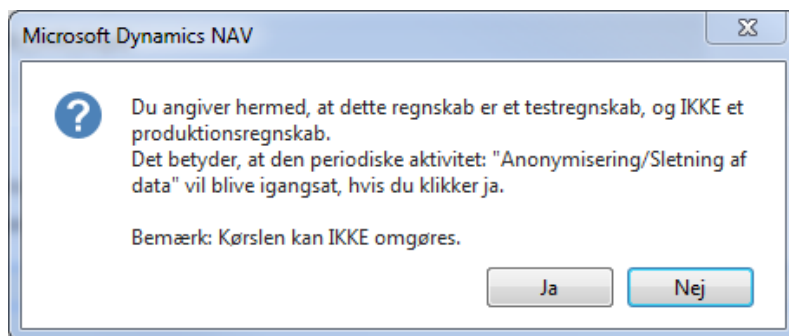 Microsoft Dynamics NAV
Du angiver hermed, at dette regnskab er et testregnskab, og IKKE et
produktionsregnskab.
Det betyder, at den periodiske aktivitet: "Anonymisering/Sletning af
data" vil blive igangsat, hvis du klikker ja.
Bemærk: Kørslen kan IKKE omgøres.
Ja
Nej